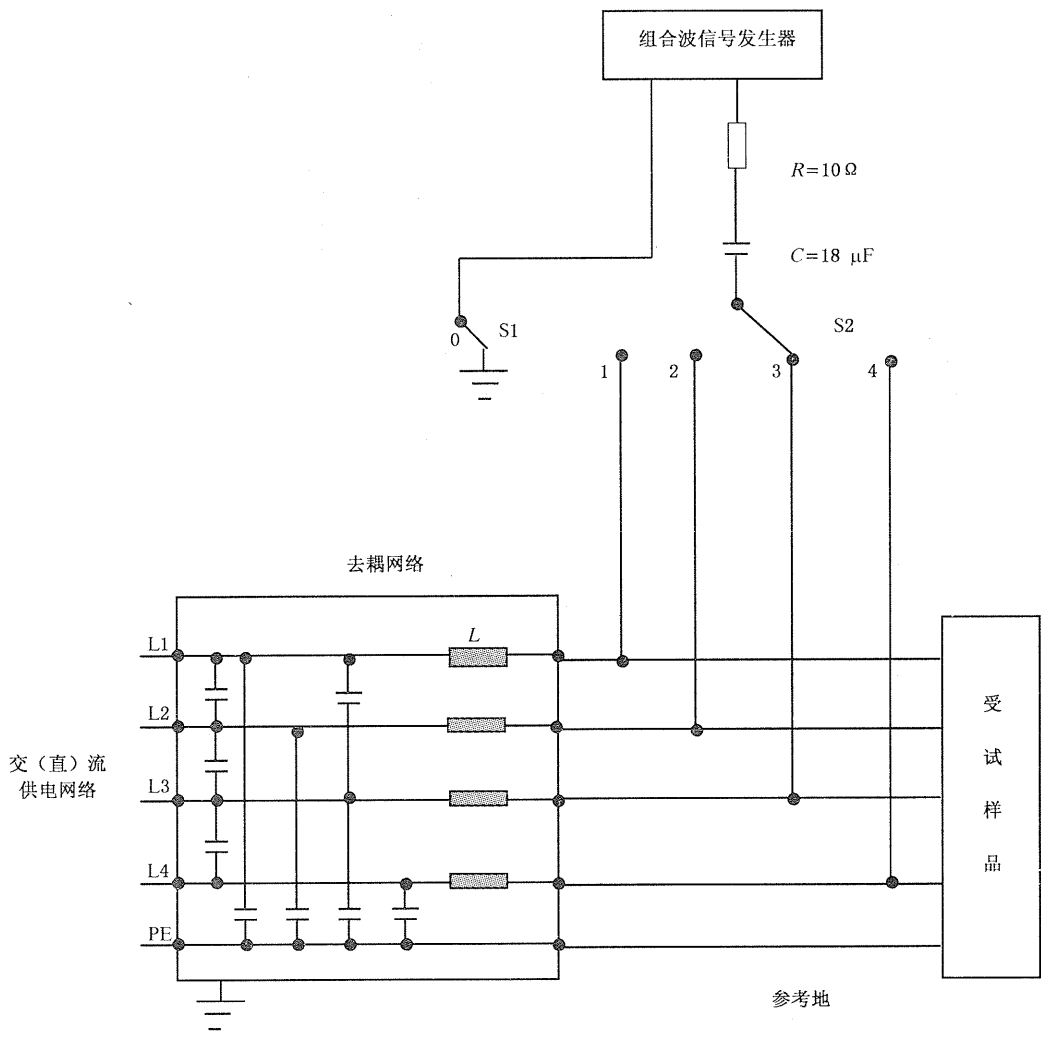 组合波信号发生器
R=10 Ω
C=18 μF
S1
0
S2
1
2
3
4
去耦网络
L
L1
L2
L3
L4
PE
交（直）流
供电网络
受
试
样
品
参考地